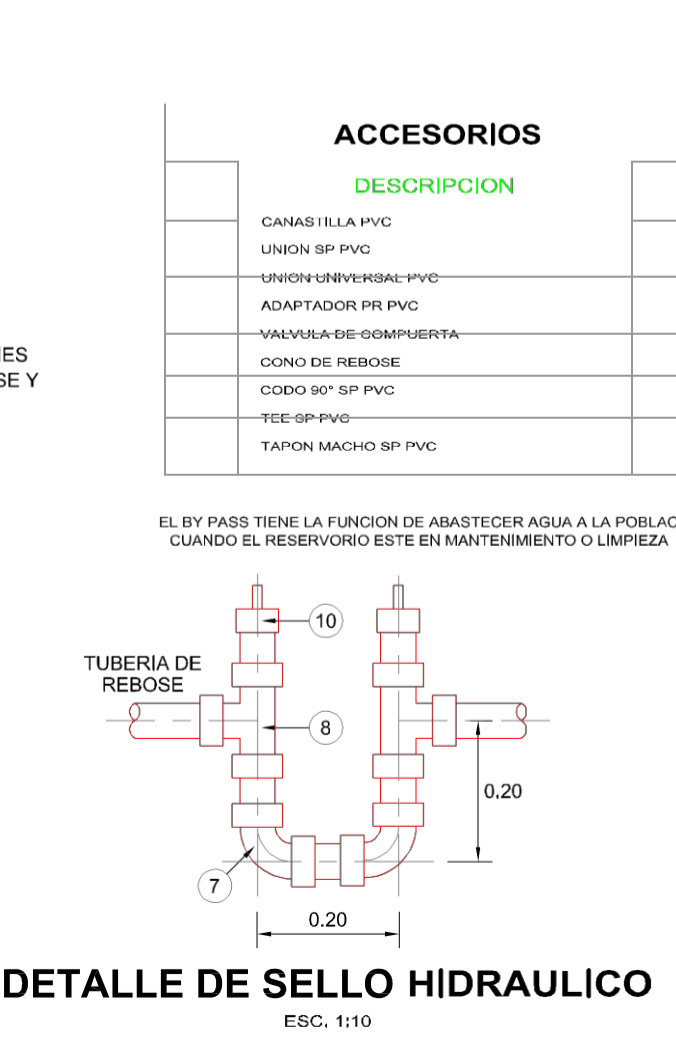 ACCESORIOS
DESCRIPCION
CANASTILLA PVC
UNION SP PVC
UNION UNIVERSAL PVC
ADAPTADOR PR PVC
VALVULA DE COMPUERTA
CONO DE REBOSE
CODO 90° SP PVC
TEE SP PVC
TAPON MACHO SP PVC
IES
SE Y
EL BY PASS TIENE LA FUNCION DE ABASTECER AGUA A LA POBLAC
CUANDO EL RESERVORIO ESTE EN MANTENIMIENTO O LIMPIEZA
10
TUBERIA DE
REBOSE
8
0.20
7
0.20
DETALLE DE SELLO HIDRAULICO
ESC. 1:10